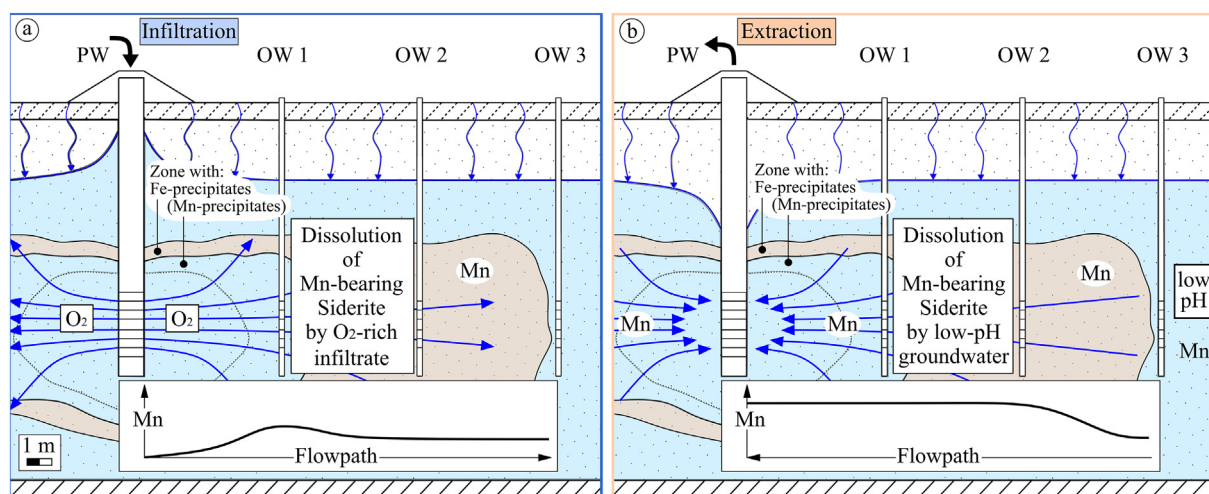 a
Infiltration
PW
OW 1
OW 2
OW 3
Zone with:
Fe-precipitates
(Mn-precipitates)
Dissolution
of
Mn-bearing
Siderite
by O₂-rich
infiltrate
Mn
O₂
O₂
Mn
Flowpath
1 m
b
Extraction
PW
OW 1
OW 2
OW 3
Zone with:
Fe-precipitates
(Mn-precipitates)
Dissolution
of
Mn-bearing
Siderite
by low-pH
groundwater
Mn
low
pH
Mn
Mn
Mn
Mn
Flowpath